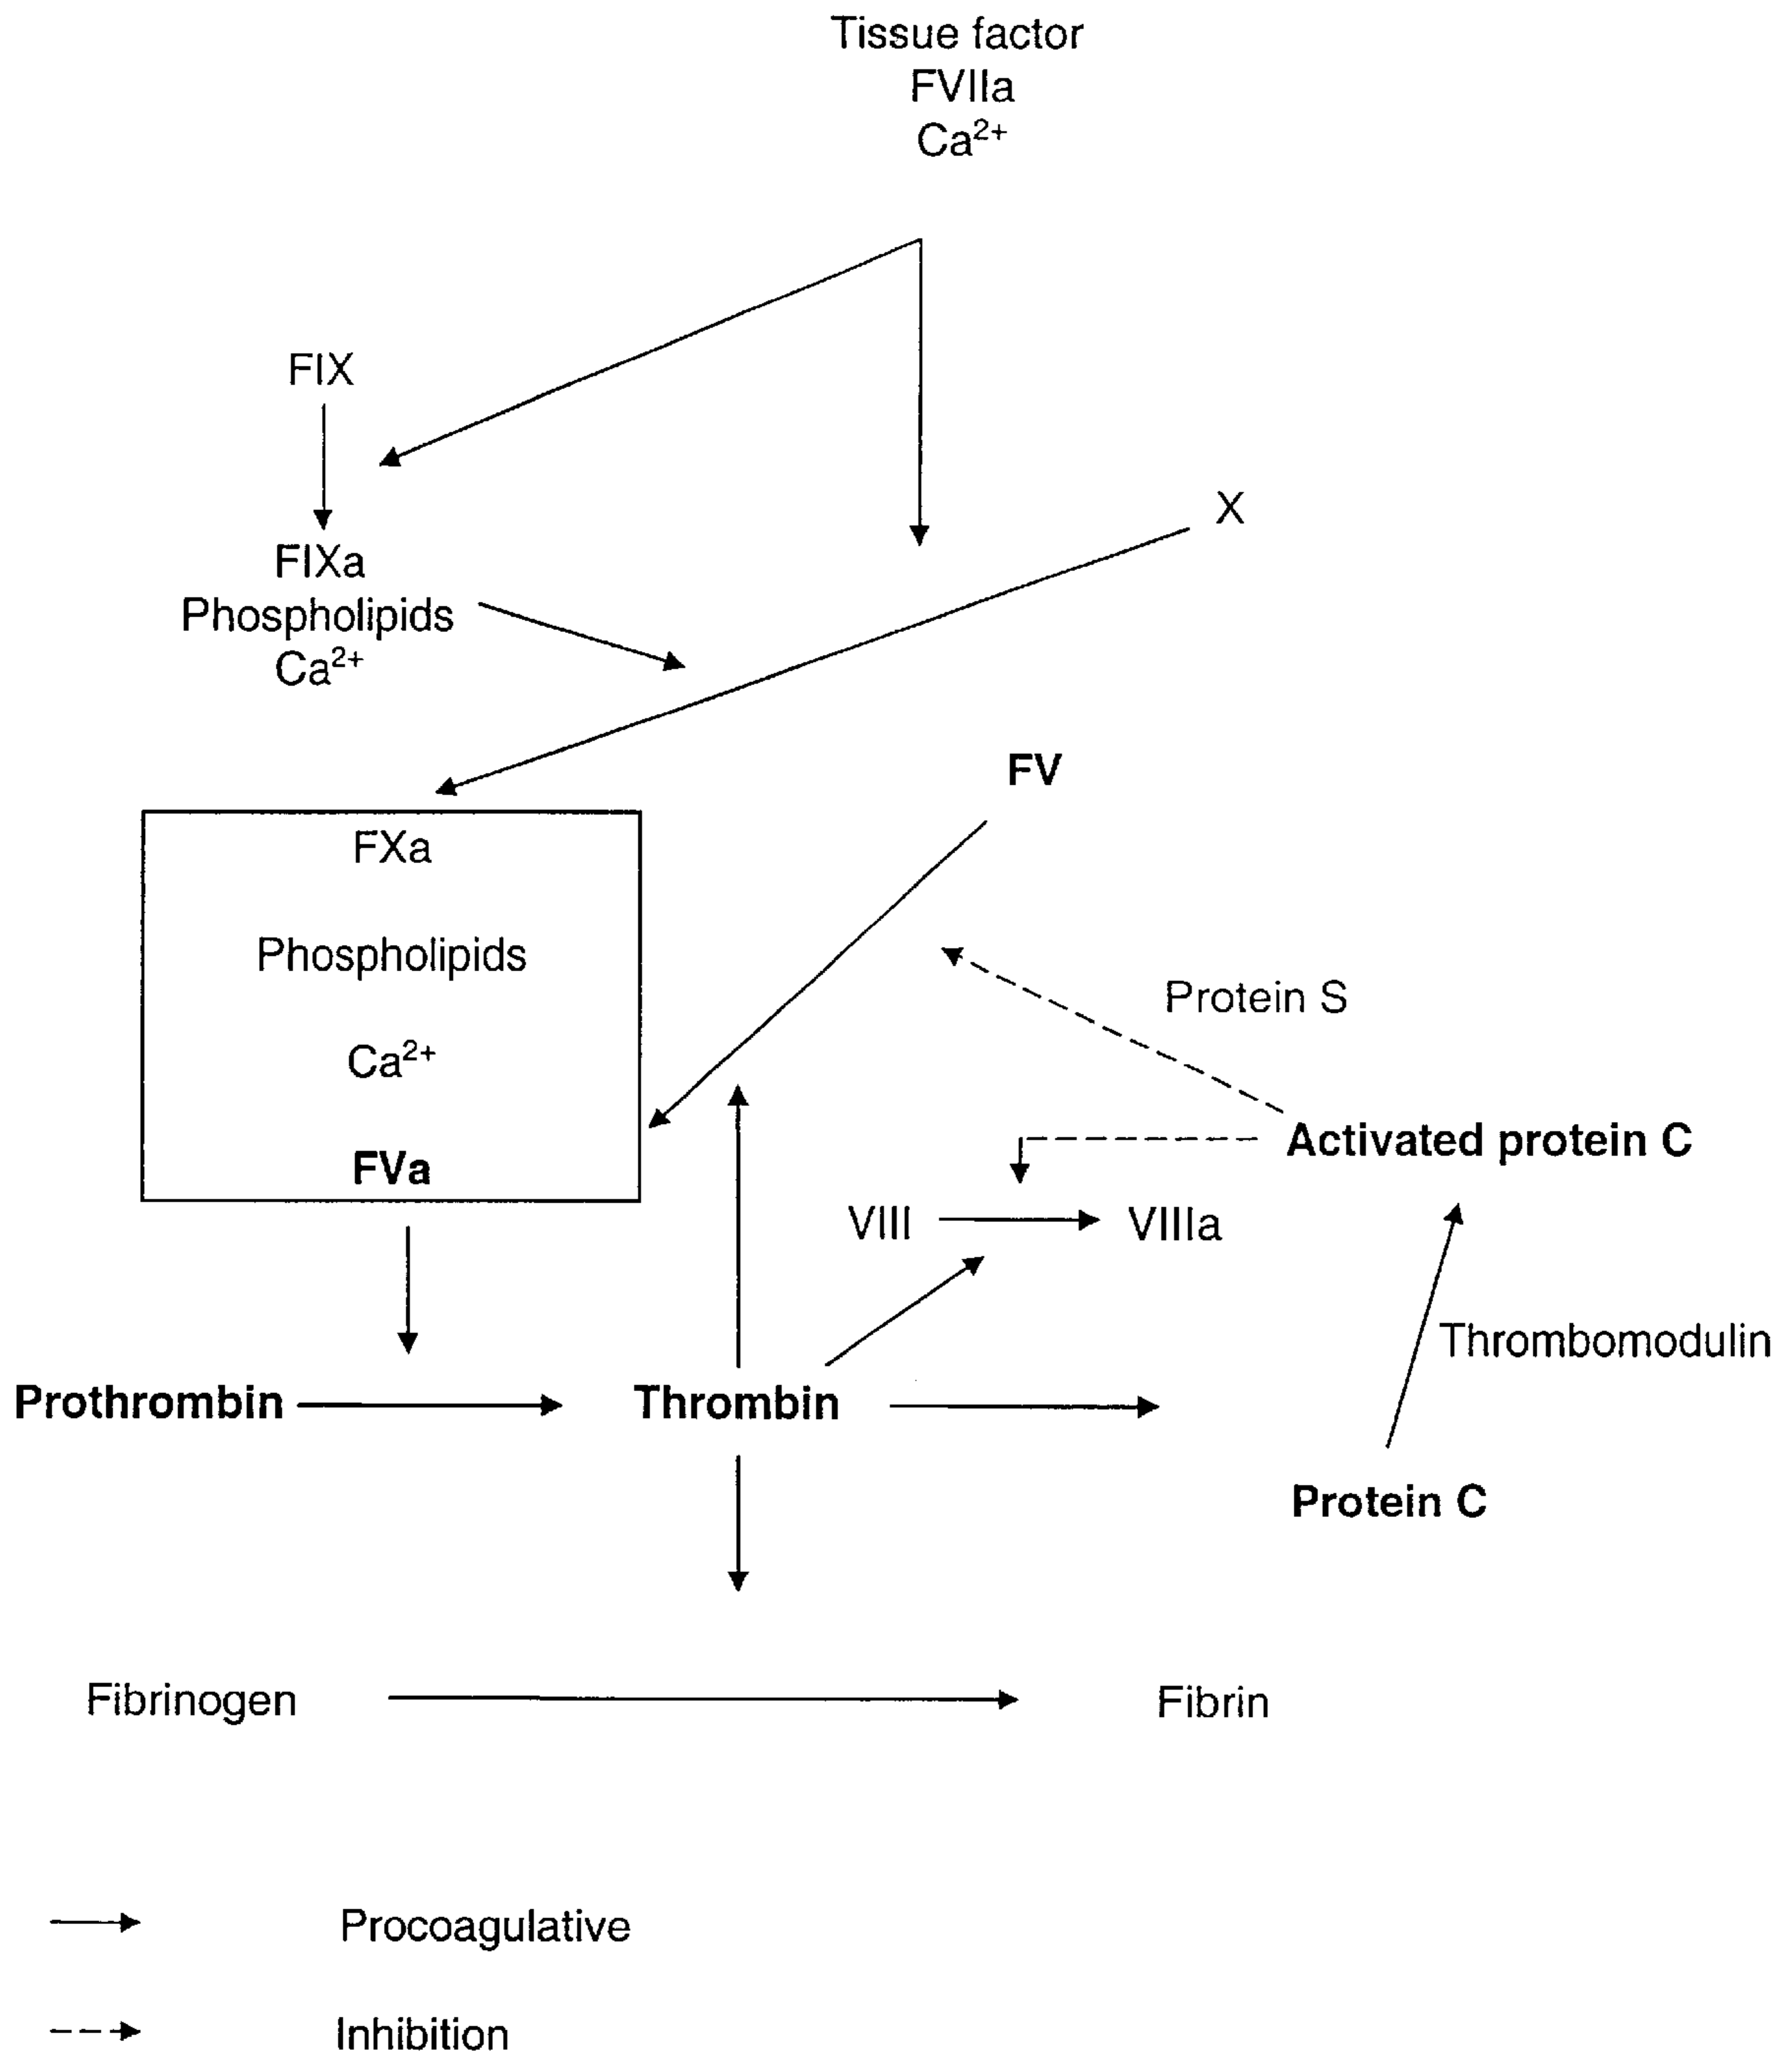 Tissue factor
FVIIa
Ca²⁺
FIX
X
FIXa
Phospholipids
Ca²⁺
FV
FXa
Phospholipids
Ca²⁺
FVa
Protein S
Activated protein C
VIII
VIIIa
Thrombomodulin
Prothrombin
Thrombin
Protein C
Fibrinogen
Fibrin
Procoagulative
Inhibition